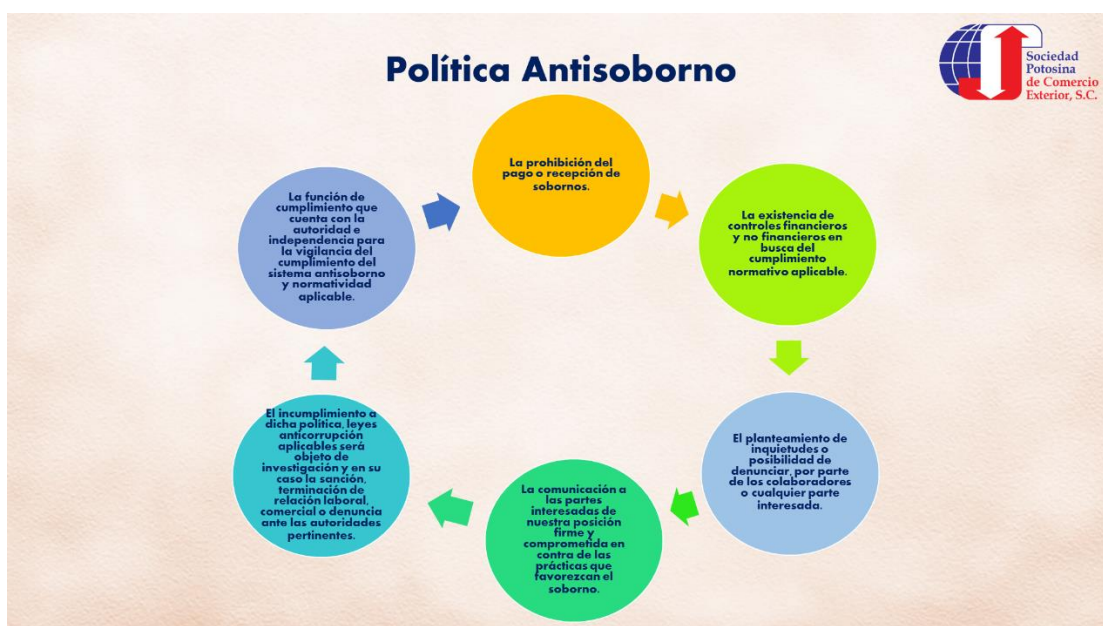 Política Antisoborno
Sociedad
Potosina
de Comercio
Exterior, S.C.
La prohibición del
pago o recepción de
sobornos.
La existencia de
controles financieros
y no financieros en
busca del
cumplimiento
normativo aplicable.
El planteamiento de
inquietudes o
posibilidad de
denunciar, por parte
de los colaboradores
o cualquier parte
interesada.
La comunicación a
las partes
interesadas de
nuestra posición
firme y
comprometida en
contra de las
prácticas que
favorezcan el
soborno.
El incumplimiento a
dicha política, leyes
anticorrupción
aplicables será
objeto de
investigación y en su
caso la sanción,
terminación de
relación laboral,
comercial o denuncia
ante las autoridades
pertinentes.
La función de
cumplimiento que
cuenta con la
autoridad e
independencia para
la vigilancia del
cumplimiento del
sistema antisoborno
y normatividad
aplicable.